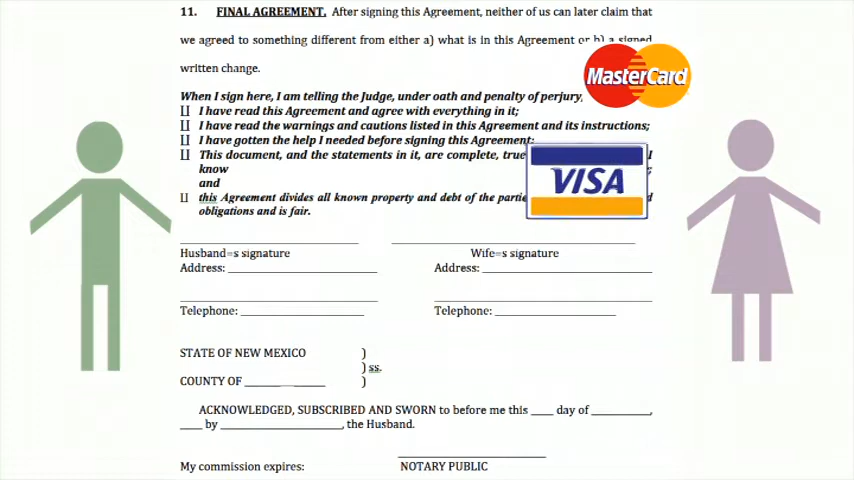 11. FINAL AGREEMENT. After signing this Agreement, neither of us can later claim that
we agreed to something different from either a) what is in this Agreement or b) a signed
written change.
MasterCard
When I sign here, I am telling the Judge, under oath and penalty of perjury,
I have read this Agreement and agree with everything in it;
I have read the warnings and cautions listed in this Agreement and its instructions;
I have gotten the help I needed before signing this Agreement;
This document, and the statements in it, are complete, true I
know
and
VISA
this Agreement divides all known property and debt of the
obligations and is fair.
Husband=s signature Wife=s signature
Address: Address:
Telephone: Telephone:
STATE OF NEW MEXICO )
) ss.
COUNTY OF )
ACKNOWLEDGED, SUBSCRIBED AND SWORN to before me this ____ day of __________,
____ by ____________________, the Husband.
My commission expires: NOTARY PUBLIC